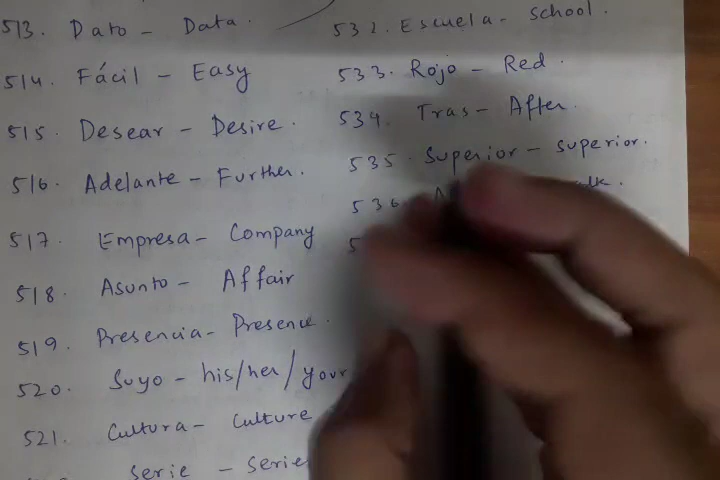 513. Dato - Data.
514. Fácil - Easy
515. Desear - Desire.
516. Adelante - Further.
517. Empresa - Company
518. Asunto - Affair
519. Presencia - Presence.
520. Suyo - his/her/your
521. Cultura - Culture
Serie - Serie
532. Escuela - School.
533. Rojo - Red.
534. Tras - After.
535. Superior - Superior.
536. A
5